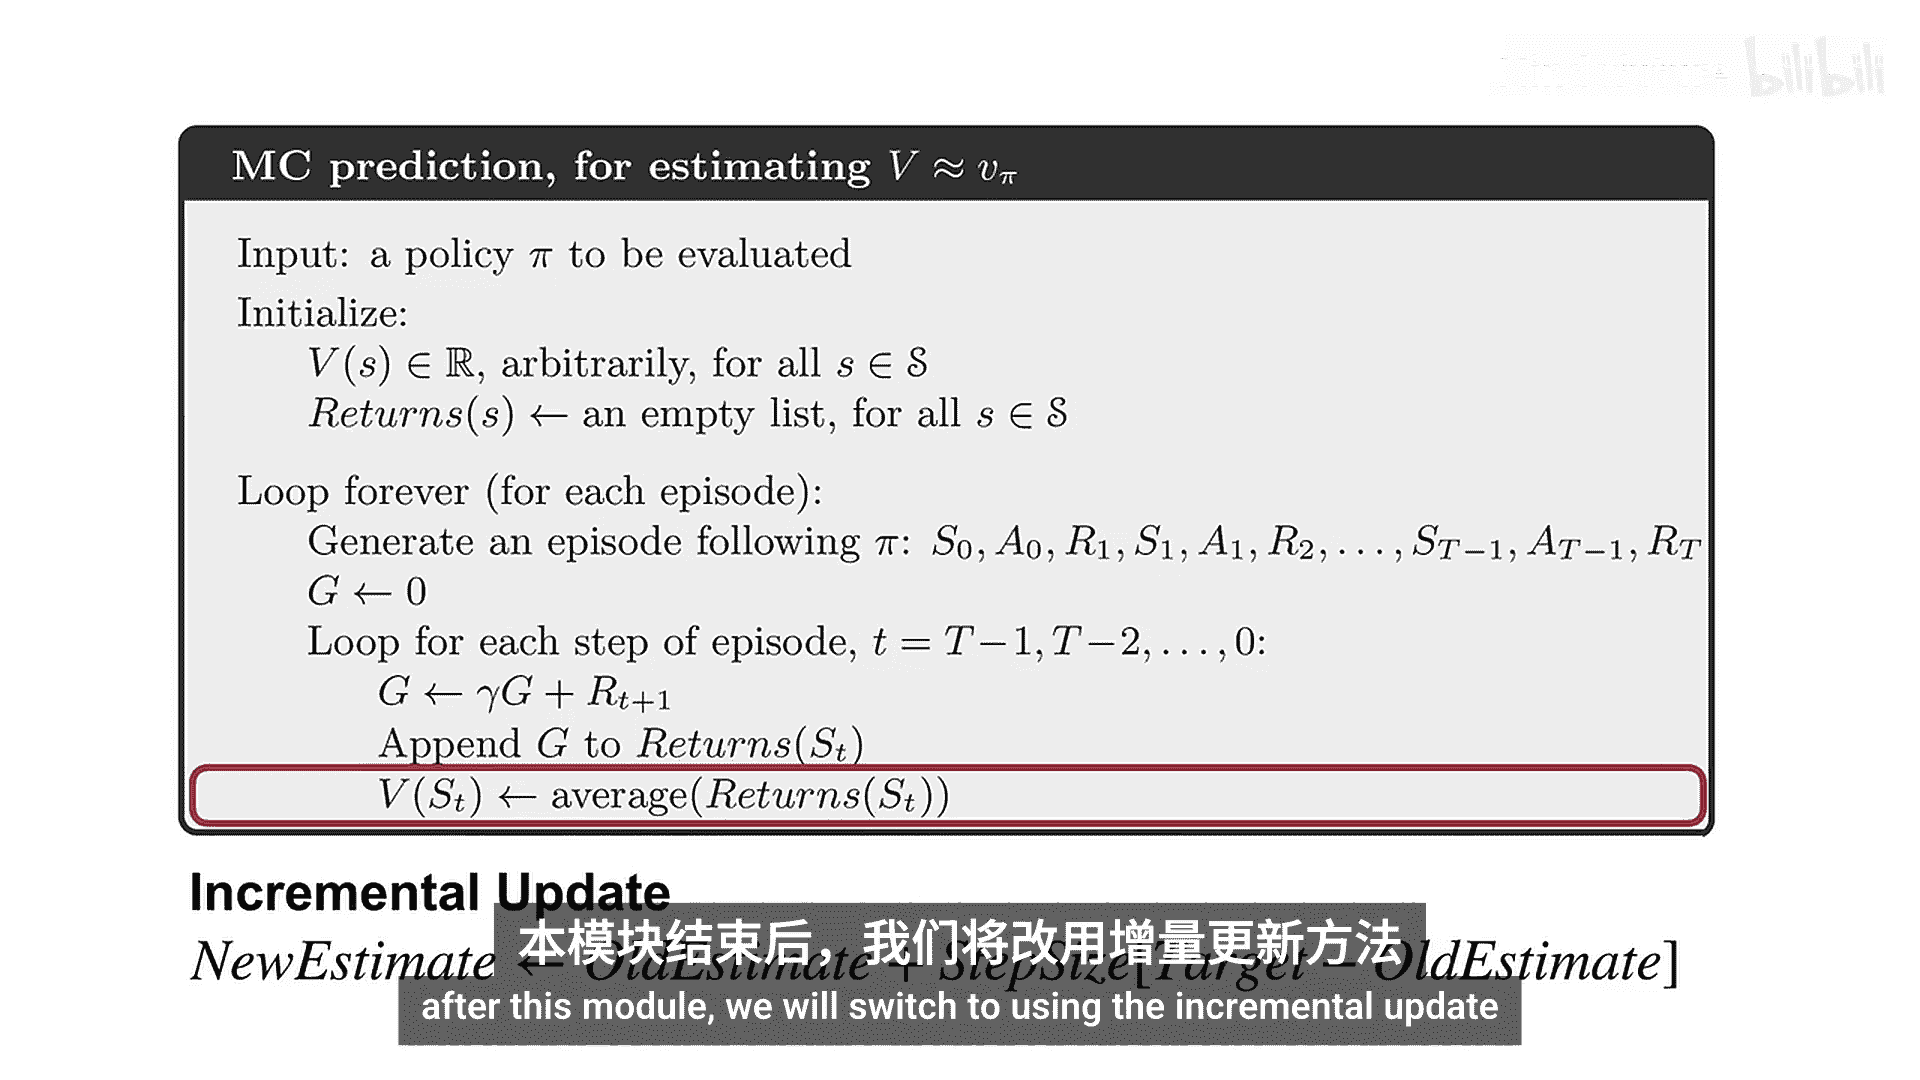 bilibili
MC prediction, for estimating V ≈ v_π
Input: a policy π to be evaluated
Initialize:
V(s) ∈ ℝ, arbitrarily, for all s ∈ 𝒮
Returns(s) ← an empty list, for all s ∈ 𝒮
Loop forever (for each episode):
Generate an episode following π: S_0, A_0, R_1, S_1, A_1, R_2, . . . , S_{T−1}, A_{T−1}, R_T
G ← 0
Loop for each step of episode, t = T−1, T−2, . . . , 0:
G ← γG + R_{t+1}
Append G to Returns(S_t)
V(S_t) ← average(Returns(S_t))
Incremental Update
NewEstimate ← OldEstimate + StepSize[Target − OldEstimate]
本模块结束后，我们将改用增量更新方法
after this module, we will switch to using the incremental update